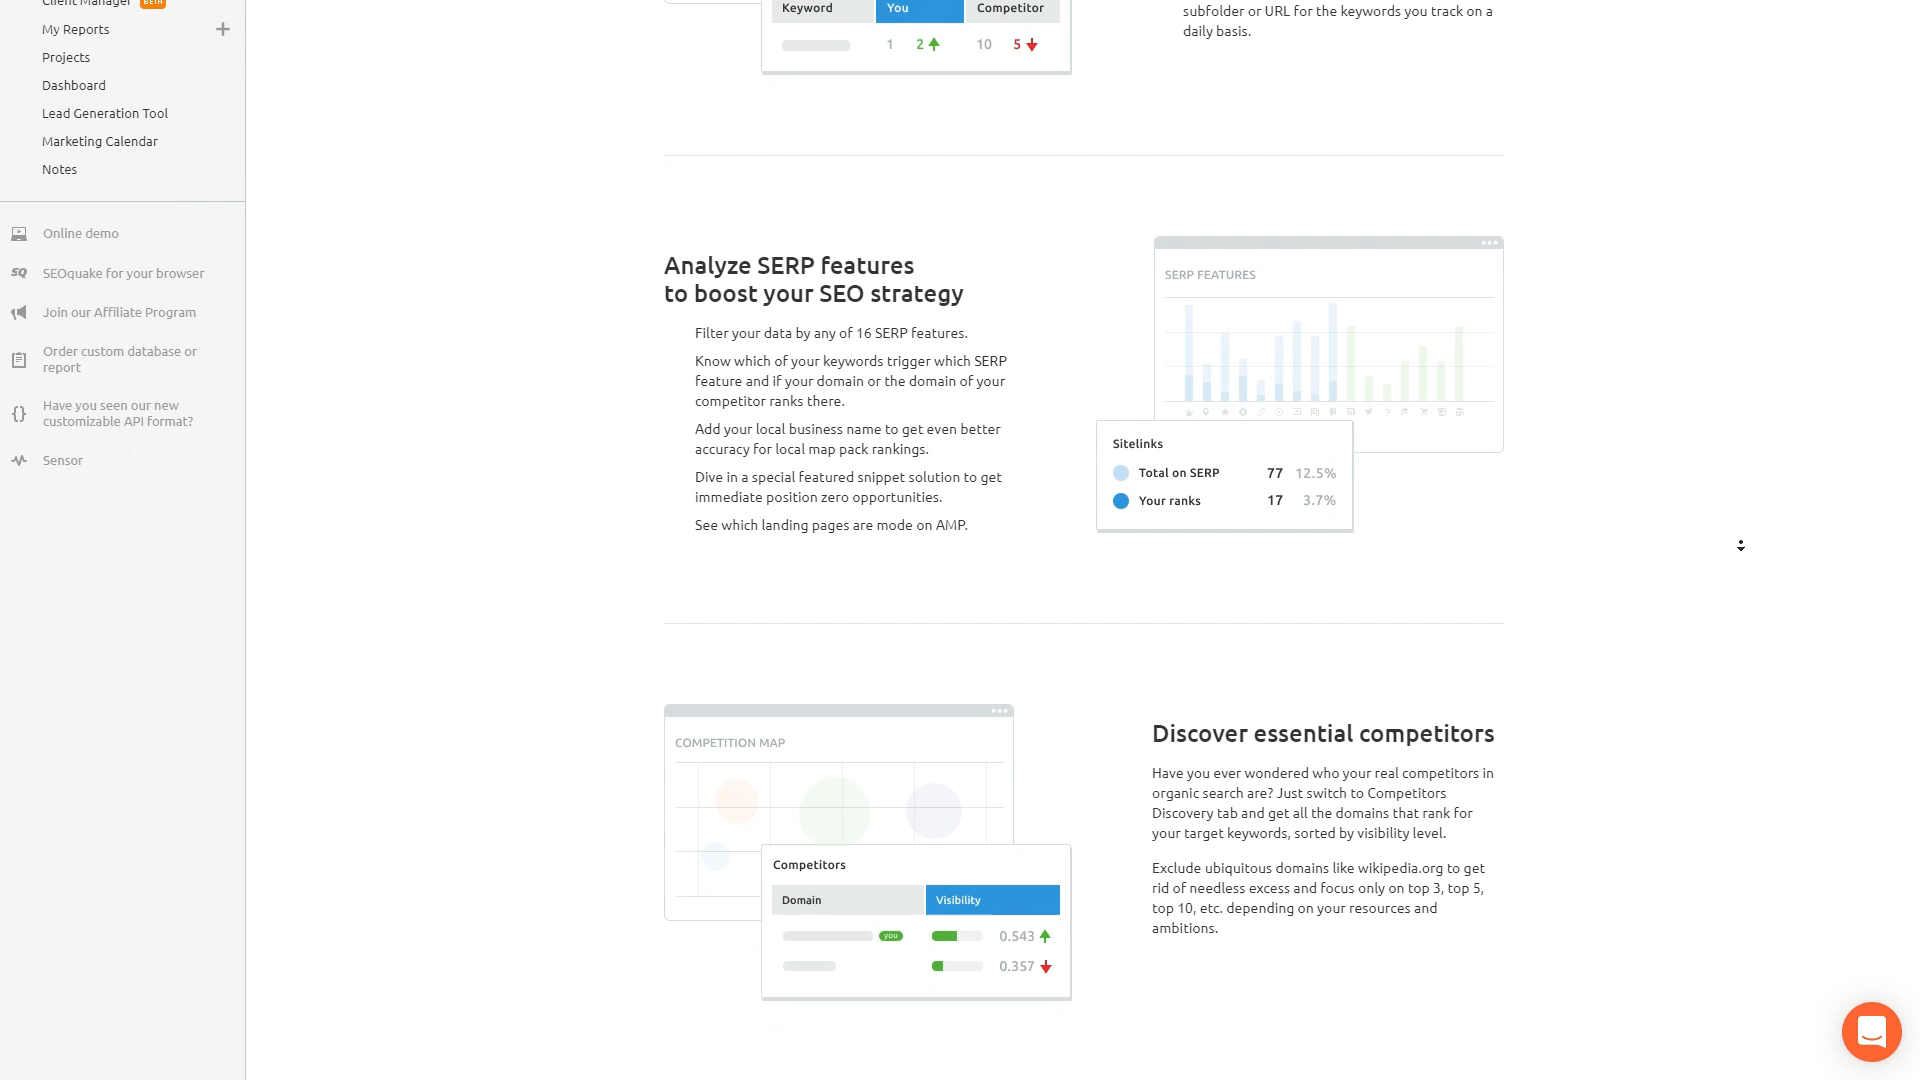 Client Manager BETA
My Reports
Projects
Dashboard
Lead Generation Tool
Marketing Calendar
Notes
Online demo
SQ SEOquake for your browser
Join our Affiliate Program
Order custom database or
report
Have you seen our new
customizable API format?
Sensor
Keyword You Competitor
1 2 10 5
subfolder or URL for the keywords you track on a
daily basis.
Analyze SERP features
to boost your SEO strategy
Filter your data by any of 16 SERP features.
Know which of your keywords trigger which SERP
feature and if your domain or the domain of your
competitor ranks there.
Add your local business name to get even better
accuracy for local map pack rankings.
Dive in a special featured snippet solution to get
immediate position zero opportunities.
See which landing pages are mode on AMP.
SERP FEATURES
Sitelinks
Total on SERP 77 12.5%
Your ranks 17 3.7%
COMPETITION MAP
Competitors
Domain Visibility
you 0.543
0.357
Discover essential competitors
Have you ever wondered who your real competitors in
organic search are? Just switch to Competitors
Discovery tab and get all the domains that rank for
your target keywords, sorted by visibility level.
Exclude ubiquitous domains like wikipedia.org to get
rid of needless excess and focus only on top 3, top 5,
top 10, etc. depending on your resources and
ambitions.